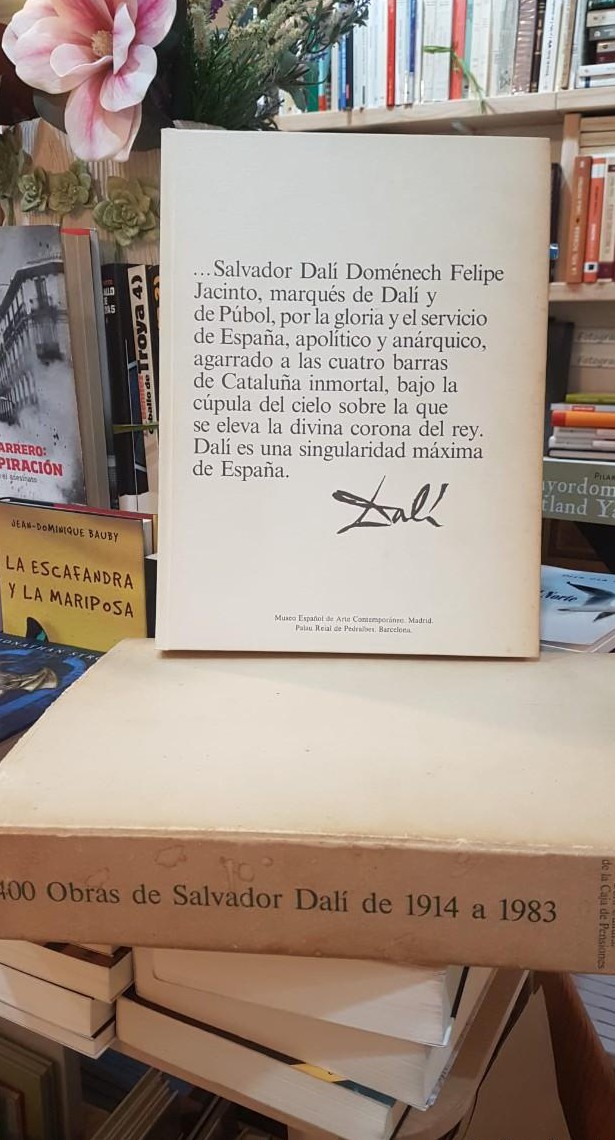 ...Salvador Dalí Doménech Felipe
Jacinto, marqués de Dalí y
de Púbol, por la gloria y el servicio
de España, apolítico y anárquico,
agarrado a las cuatro barras
de Cataluña inmortal, bajo la
cúpula del cielo sobre la que
se eleva la divina corona del rey.
Dalí es una singularidad máxima
de España.
Dalí
Museo Español de Arte Contemporáneo. Madrid.
Palau Reial de Pedralbes. Barcelona.
Troya 4)
JEAN-DOMINIQUE BAUBY
LA ESCAFANDRA
Y LA MARIPOSA
PILAR
Norte
400 Obras de Salvador Dalí de 1914 a 1983
de la Caja de Pensiones